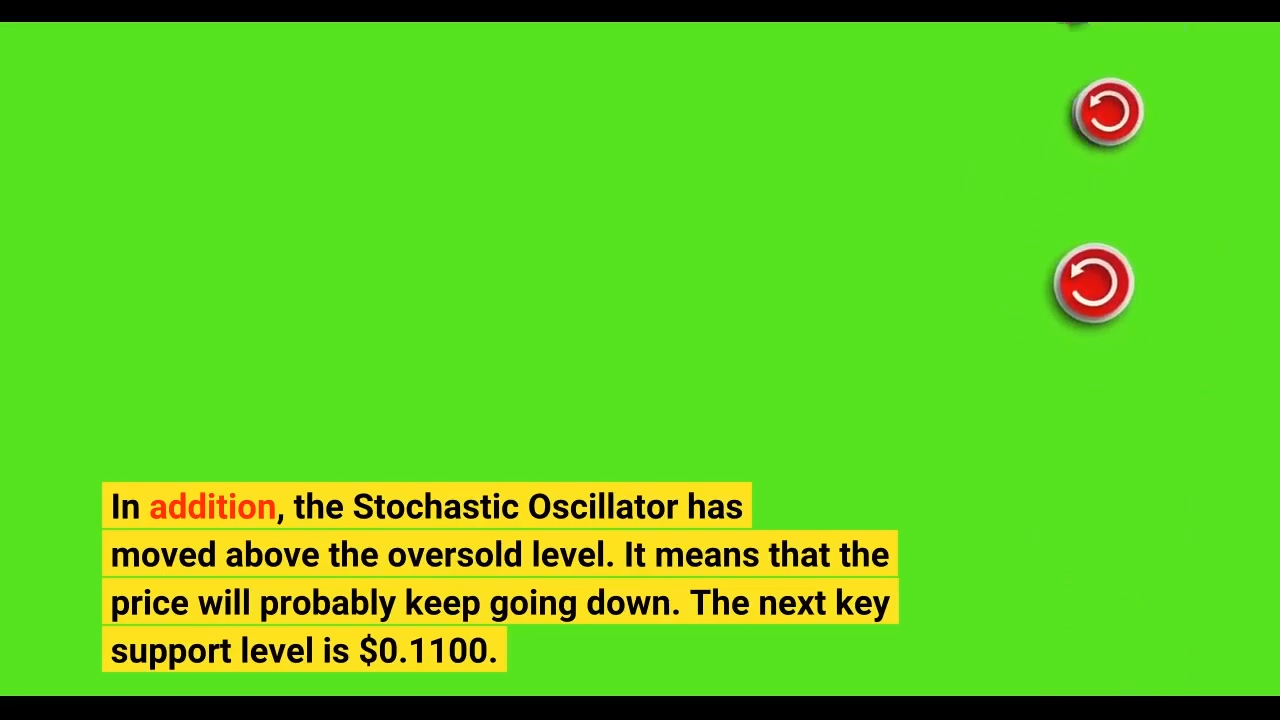 In addition, the Stochastic Oscillator has
moved above the oversold level. It means that the
price will probably keep going down. The next key
support level is $0.1100.